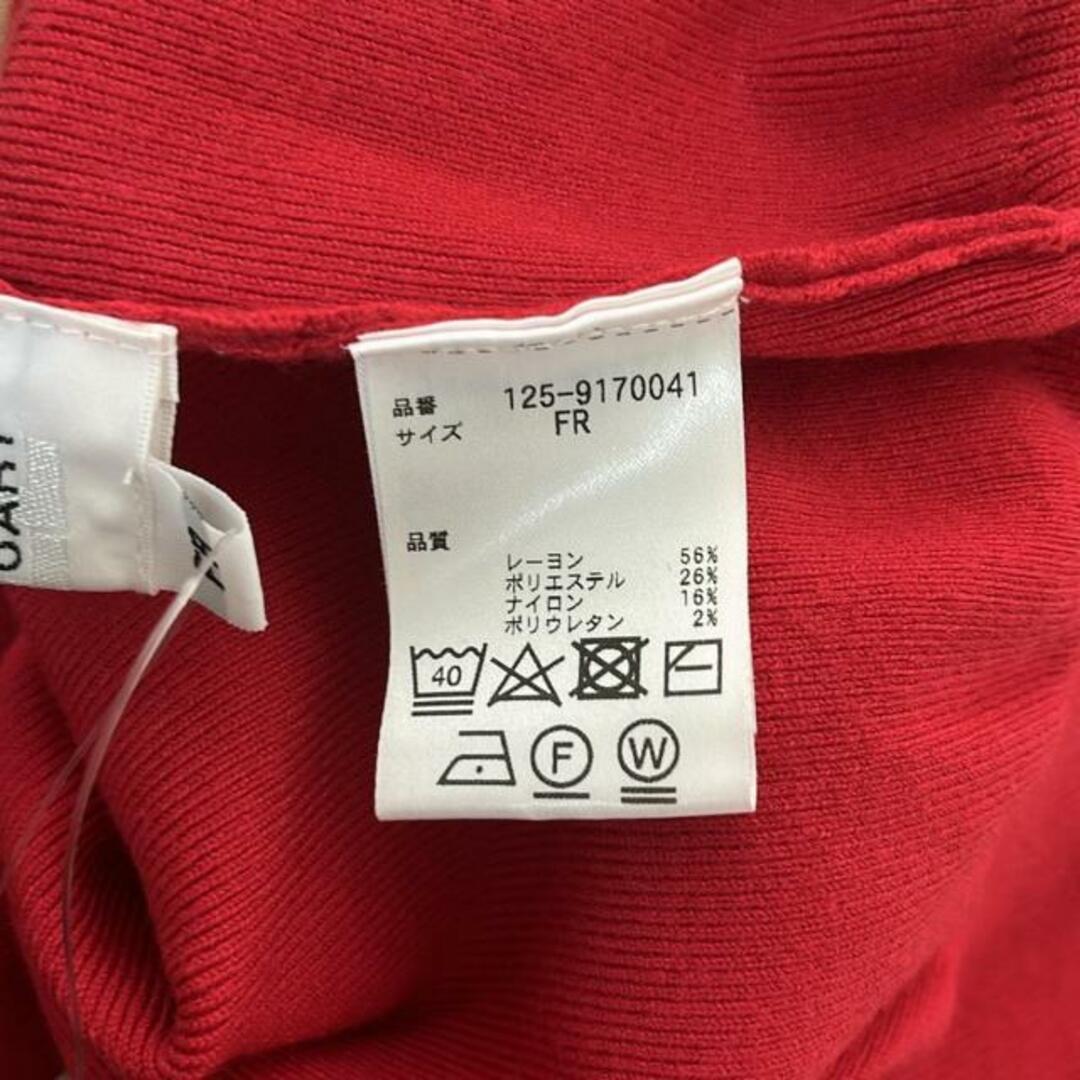 品番 125-9170041
サイズ FR
品質
レーヨン 56%
ポリエステル 26%
ナイロン 16%
ポリウレタン 2%
40
F W